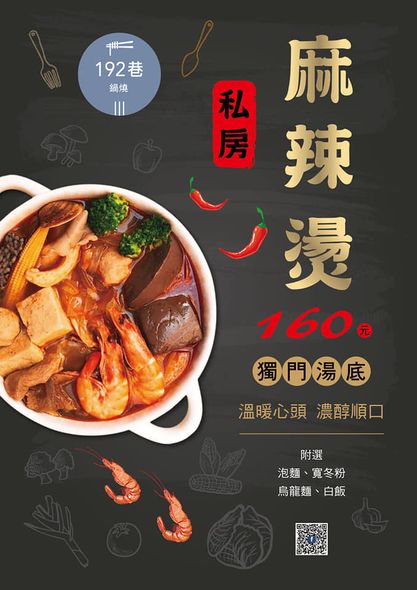 192巷
鍋燒
私房
麻辣燙
160元
獨門湯底
溫暖心頭 濃醇順口
附選
泡麵、寬冬粉
烏龍麵、白飯